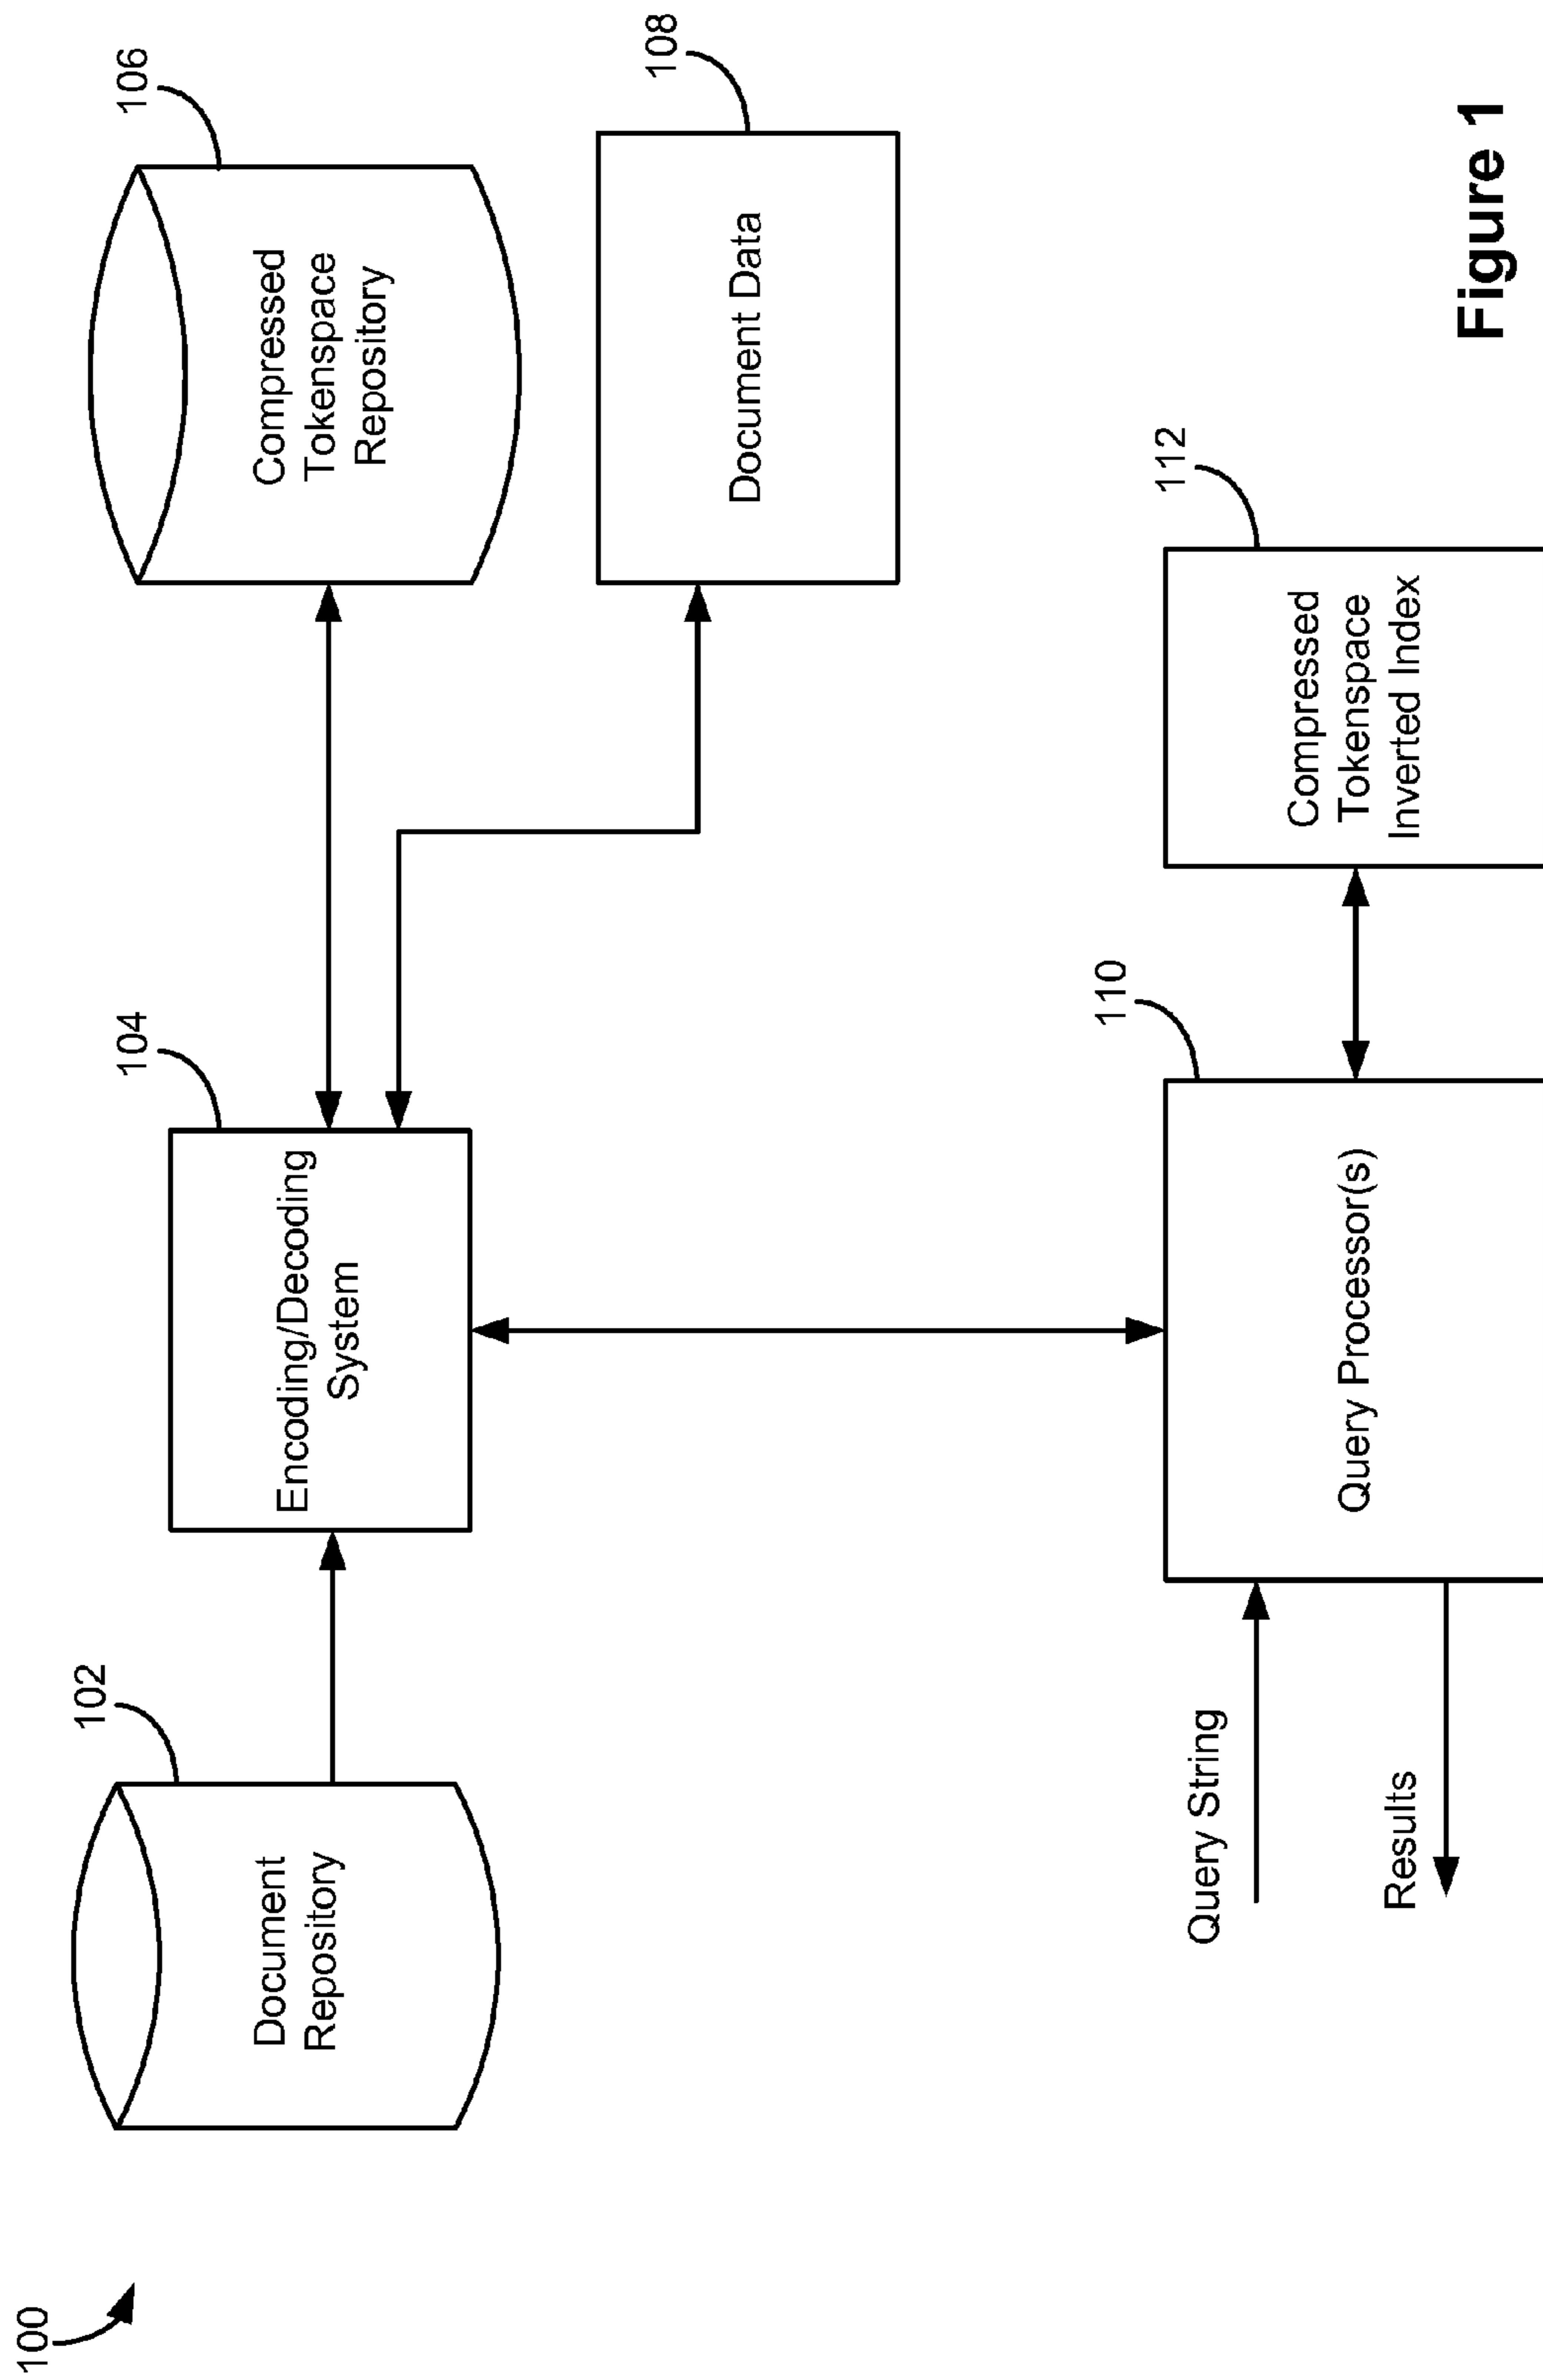 100
102
Document
Repository
104
Encoding/Decoding
System
106
Compressed
Tokenspace
Repository
108
Document Data
Query String
Results
110
Query Processor(s)
112
Compressed
Tokenspace
Inverted Index
Figure 1